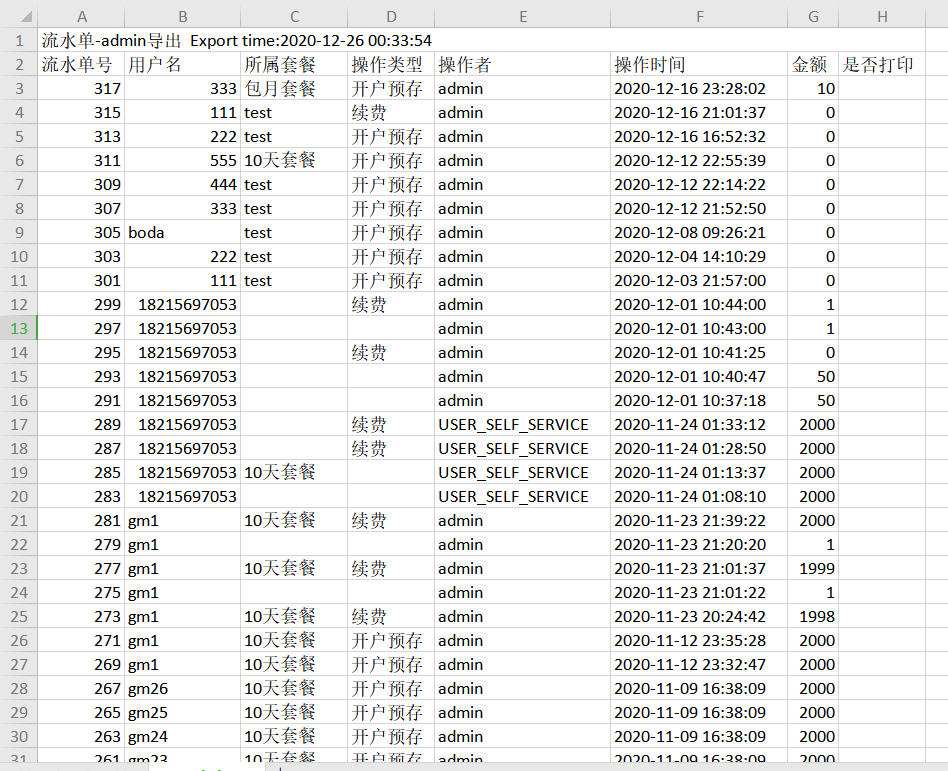 A B C D E F G H
1 流水单-admin导出 Export time:2020-12-26 00:33:54
2 流水单号 用户名 所属套餐 操作类型 操作者 操作时间 金额 是否打印
3 317 333 包月套餐 开户预存 admin 2020-12-16 23:28:02 10
4 315 111 test 续费 admin 2020-12-16 21:01:37 0
5 313 222 test 开户预存 admin 2020-12-16 16:52:32 0
6 311 555 10天套餐 开户预存 admin 2020-12-12 22:55:39 0
7 309 444 test 开户预存 admin 2020-12-12 22:14:22 0
8 307 333 test 开户预存 admin 2020-12-12 21:52:50 0
9 305 boda test 开户预存 admin 2020-12-08 09:26:21 0
10 303 222 test 开户预存 admin 2020-12-04 14:10:29 0
11 301 111 test 开户预存 admin 2020-12-03 21:57:00 0
12 299 18215697053 续费 admin 2020-12-01 10:44:00 1
13 297 18215697053 admin 2020-12-01 10:43:00 1
14 295 18215697053 续费 admin 2020-12-01 10:41:25 0
15 293 18215697053 admin 2020-12-01 10:40:47 50
16 291 18215697053 admin 2020-12-01 10:37:18 50
17 289 18215697053 续费 USER_SELF_SERVICE 2020-11-24 01:33:12 2000
18 287 18215697053 续费 USER_SELF_SERVICE 2020-11-24 01:28:50 2000
19 285 18215697053 10天套餐 USER_SELF_SERVICE 2020-11-24 01:13:37 2000
20 283 18215697053 USER_SELF_SERVICE 2020-11-24 01:08:10 2000
21 281 gm1 10天套餐 续费 admin 2020-11-23 21:39:22 2000
22 279 gm1 admin 2020-11-23 21:20:20 1
23 277 gm1 10天套餐 续费 admin 2020-11-23 21:01:37 1999
24 275 gm1 admin 2020-11-23 21:01:22 1
25 273 gm1 10天套餐 续费 admin 2020-11-23 20:24:42 1998
26 271 gm1 10天套餐 开户预存 admin 2020-11-12 23:35:28 2000
27 269 gm1 10天套餐 开户预存 admin 2020-11-12 23:32:47 2000
28 267 gm26 10天套餐 开户预存 admin 2020-11-09 16:38:09 2000
29 265 gm25 10天套餐 开户预存 admin 2020-11-09 16:38:09 2000
30 263 gm24 10天套餐 开户预存 admin 2020-11-09 16:38:09 2000
31 261 gm23 10天套餐 开户预存 admin 2020-11-09 16:38:09 2000